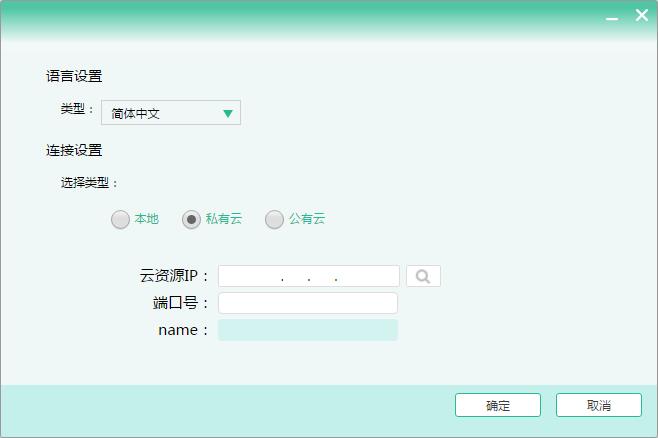 语言设置
类型： 简体中文
连接设置
选择类型：
本地 私有云 公有云
云资源IP： . . .
端口号：
name：
确定 取消